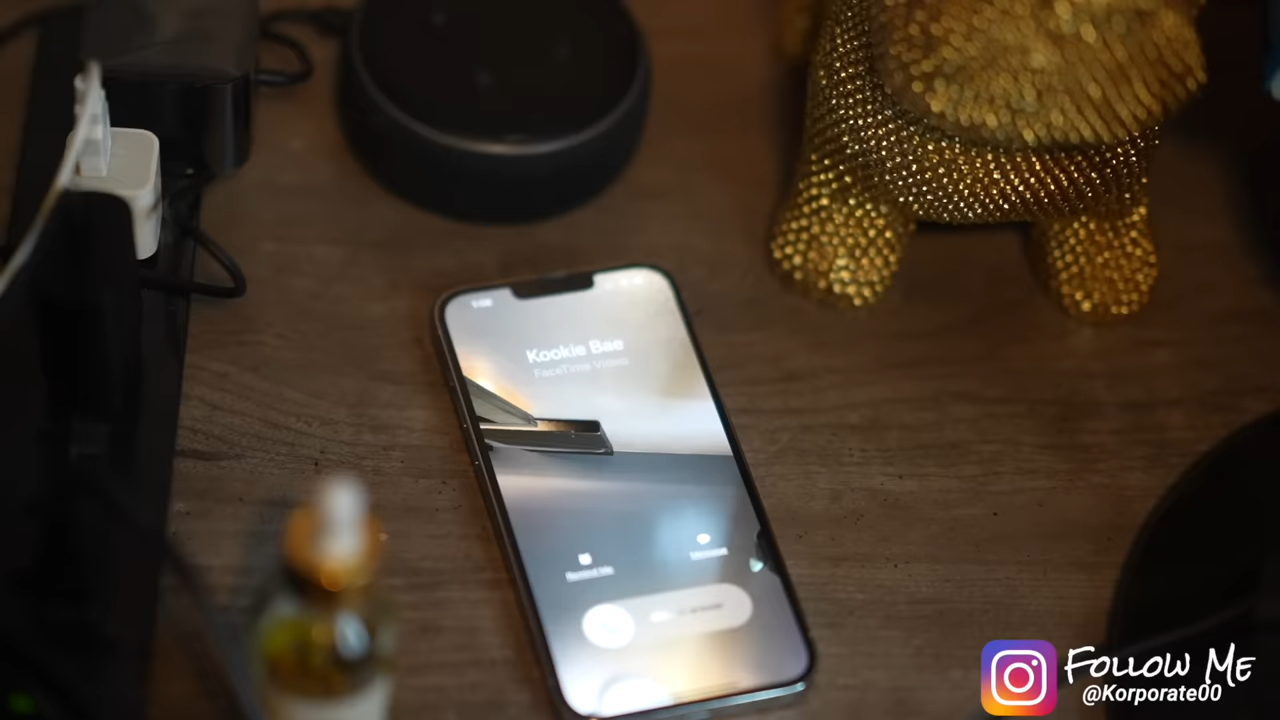 Kookie Bae
FaceTime Video
Remind Me
Message
Follow Me
@Korporate00